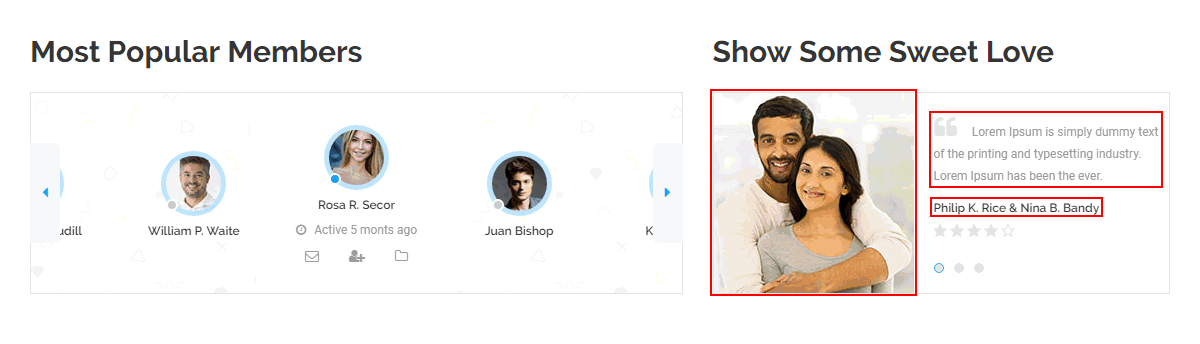 Most Popular Members
udill
William P. Waite
Rosa R. Secor
Active 5 monts ago
Juan Bishop
K
Show Some Sweet Love
Lorem Ipsum is simply dummy text
of the printing and typesetting industry.
Lorem Ipsum has been the ever.
Philip K. Rice & Nina B. Bandy